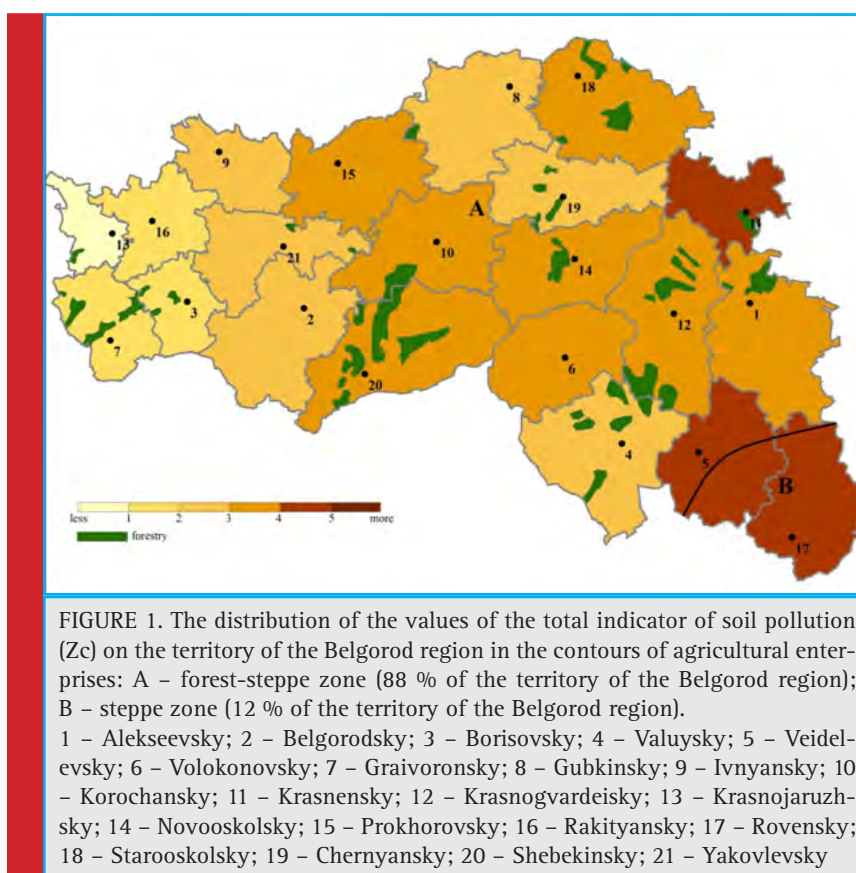 8
18
9
15
A
19
11
13
16
21
10
14
1
3
2
12
7
20
6
4
5
B
17
less 1 2 3 4 5 more
forestry
FIGURE 1. The distribution of the values of the total indicator of soil pollution
(Zc) on the territory of the Belgorod region in the contours of agricultural enter-
prises: A – forest-steppe zone (88 % of the territory of the Belgorod region);
B – steppe zone (12 % of the territory of the Belgorod region).
1 – Alekseevsky; 2 – Belgorodsky; 3 – Borisovsky; 4 – Valuysky; 5 – Veidel-
evsky; 6 – Volokonovsky; 7 – Graivoronsky; 8 – Gubkinsky; 9 – Ivnyansky; 10
– Korochansky; 11 – Krasnensky; 12 – Krasnogvardeisky; 13 – Krasnojaruzh-
sky; 14 – Novooskolsky; 15 – Prokhorovsky; 16 – Rakityansky; 17 – Rovensky;
18 – Starooskolsky; 19 – Chernyansky; 20 – Shebekinsky; 21 – Yakovlevsky